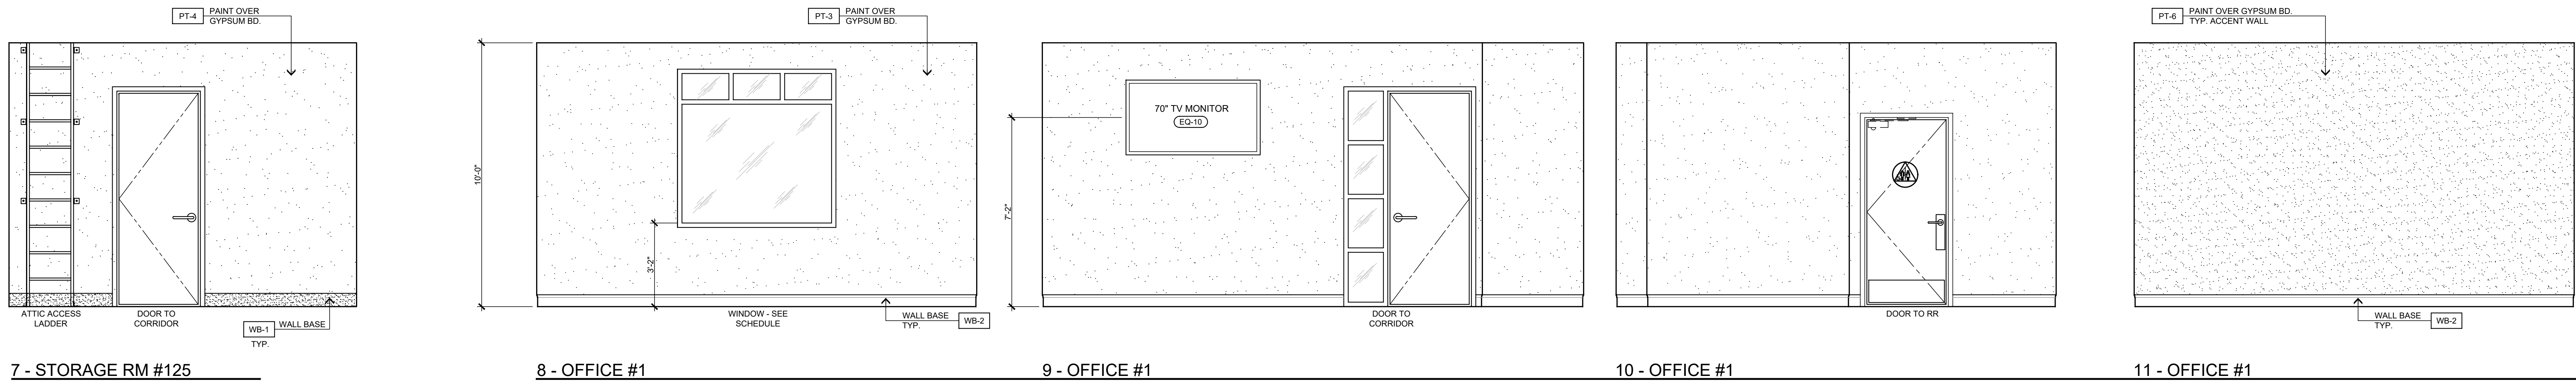 PT-4
PAINT OVER
GYPSUM BD.
ATTIC ACCESS
LADDER
DOOR TO
CORRIDOR
WB-1
WALL BASE
TYP.
7 - STORAGE RM #125
PT-3
PAINT OVER
GYPSUM BD.
10'-0"
3'-2"
WINDOW - SEE
SCHEDULE
WALL BASE
TYP.
WB-2
8 - OFFICE #1
7'-2"
70" TV MONITOR
EQ-10
DOOR TO
CORRIDOR
9 - OFFICE #1
DOOR TO RR
10 - OFFICE #1
PT-6
PAINT OVER GYPSUM BD.
TYP. ACCENT WALL
WALL BASE
TYP.
WB-2
11 - OFFICE #1